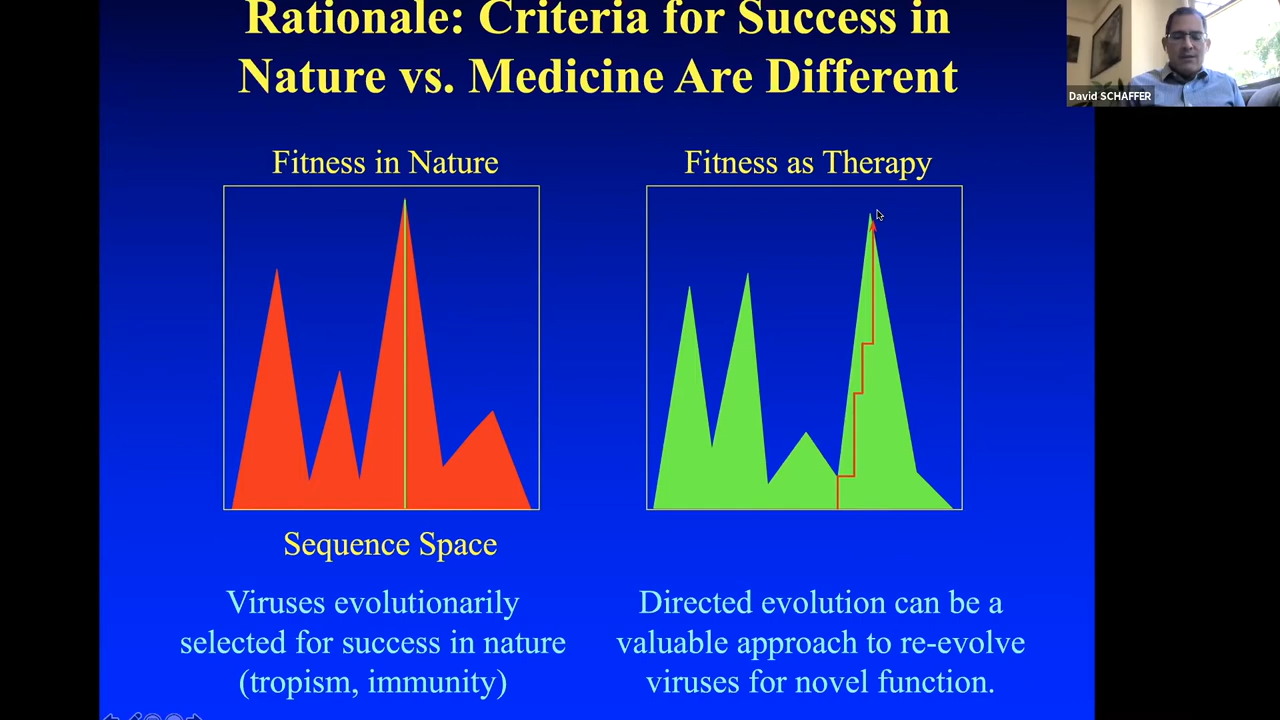 Rationale: Criteria for Success in
Nature vs. Medicine Are Different
David SCHAFFER
Fitness in Nature
Fitness as Therapy
Sequence Space
Viruses evolutionarily
selected for success in nature
(tropism, immunity)
Directed evolution can be a
valuable approach to re-evolve
viruses for novel function.